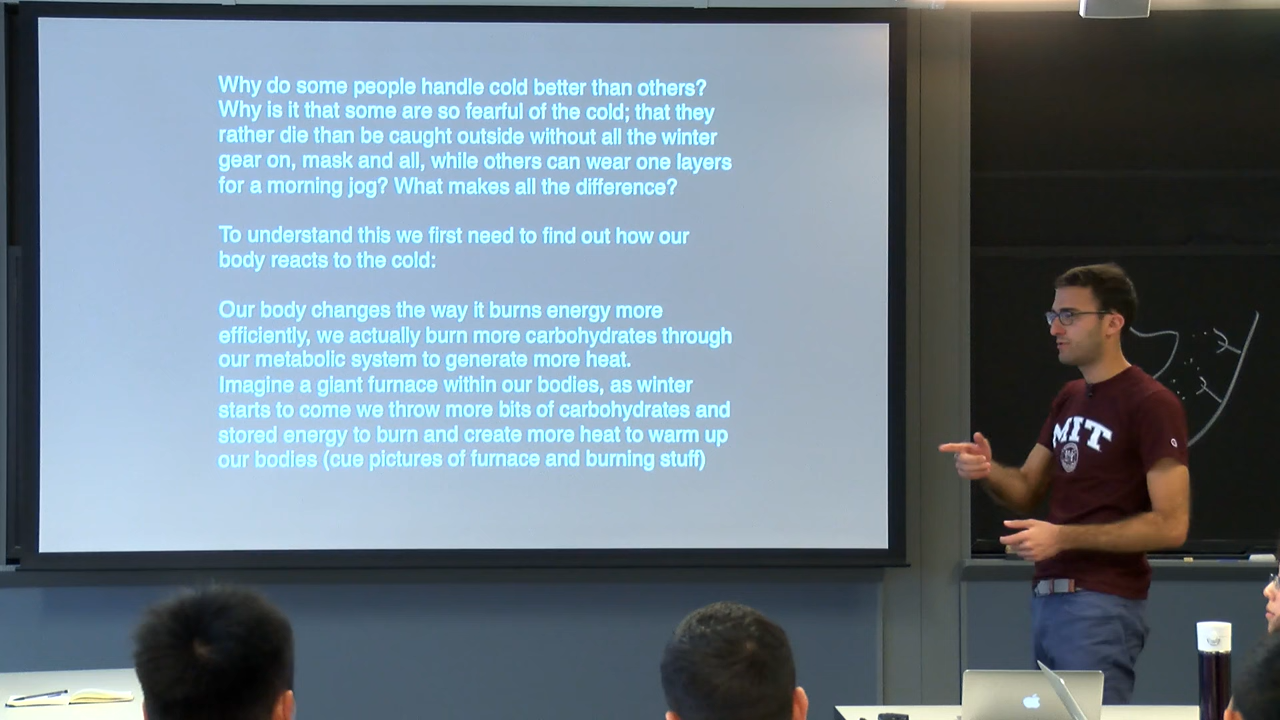 Why do some people handle cold better than others?
Why is it that some are so fearful of the cold; that they
rather die than be caught outside without all the winter
gear on, mask and all, while others can wear one layers
for a morning jog? What makes all the difference?
To understand this we first need to find out how our
body reacts to the cold:
Our body changes the way it burns energy more
efficiently, we actually burn more carbohydrates through
our metabolic system to generate more heat.
Imagine a giant furnace within our bodies, as winter
starts to come we throw more bits of carbohydrates and
stored energy to burn and create more heat to warm up
our bodies (cue pictures of furnace and burning stuff)
MIT